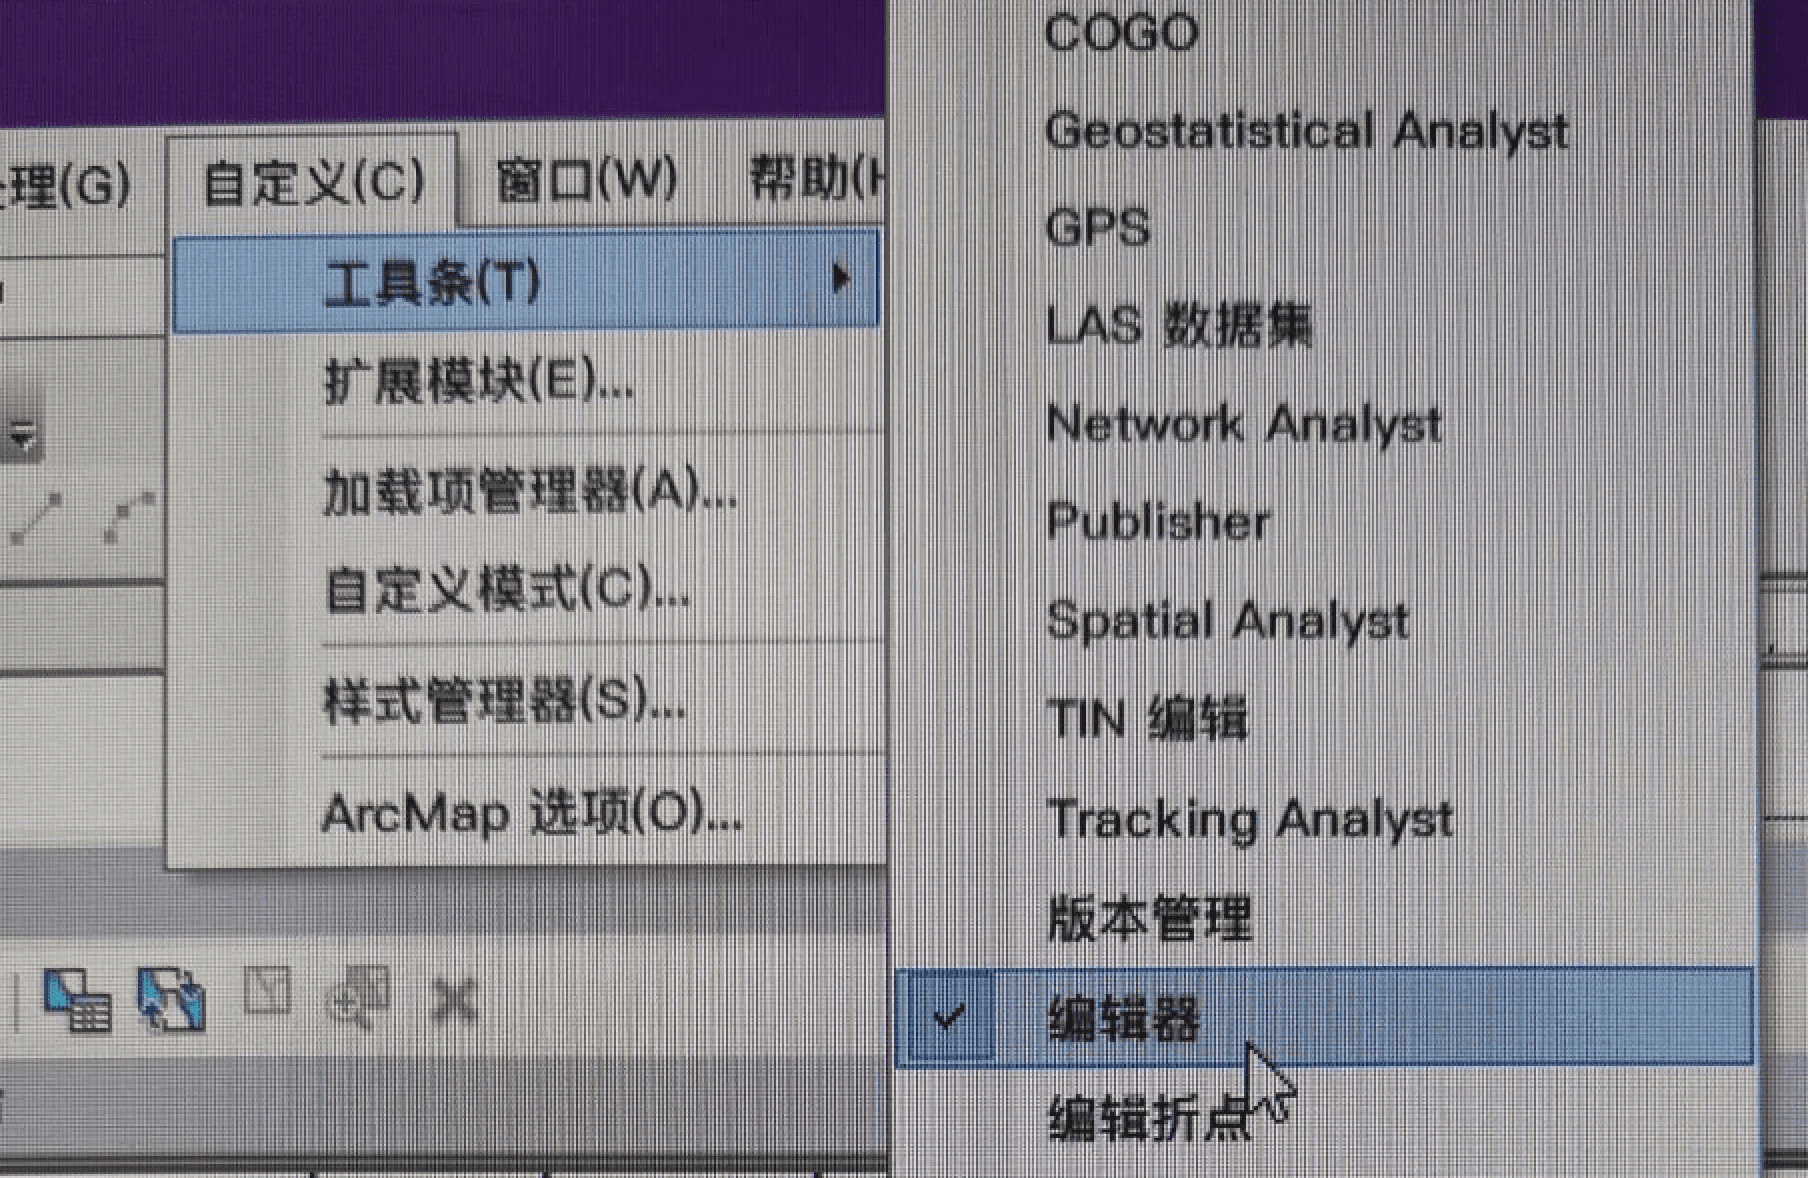 理(G) 自定义(C) 窗口(W) 帮助(H
工具条(T)
扩展模块(E)...
加载项管理器(A)...
自定义模式(C)...
样式管理器(S)...
ArcMap 选项(O)...
COGO
Geostatistical Analyst
GPS
LAS 数据集
Network Analyst
Publisher
Spatial Analyst
TIN 编辑
Tracking Analyst
版本管理
编辑器
编辑折点